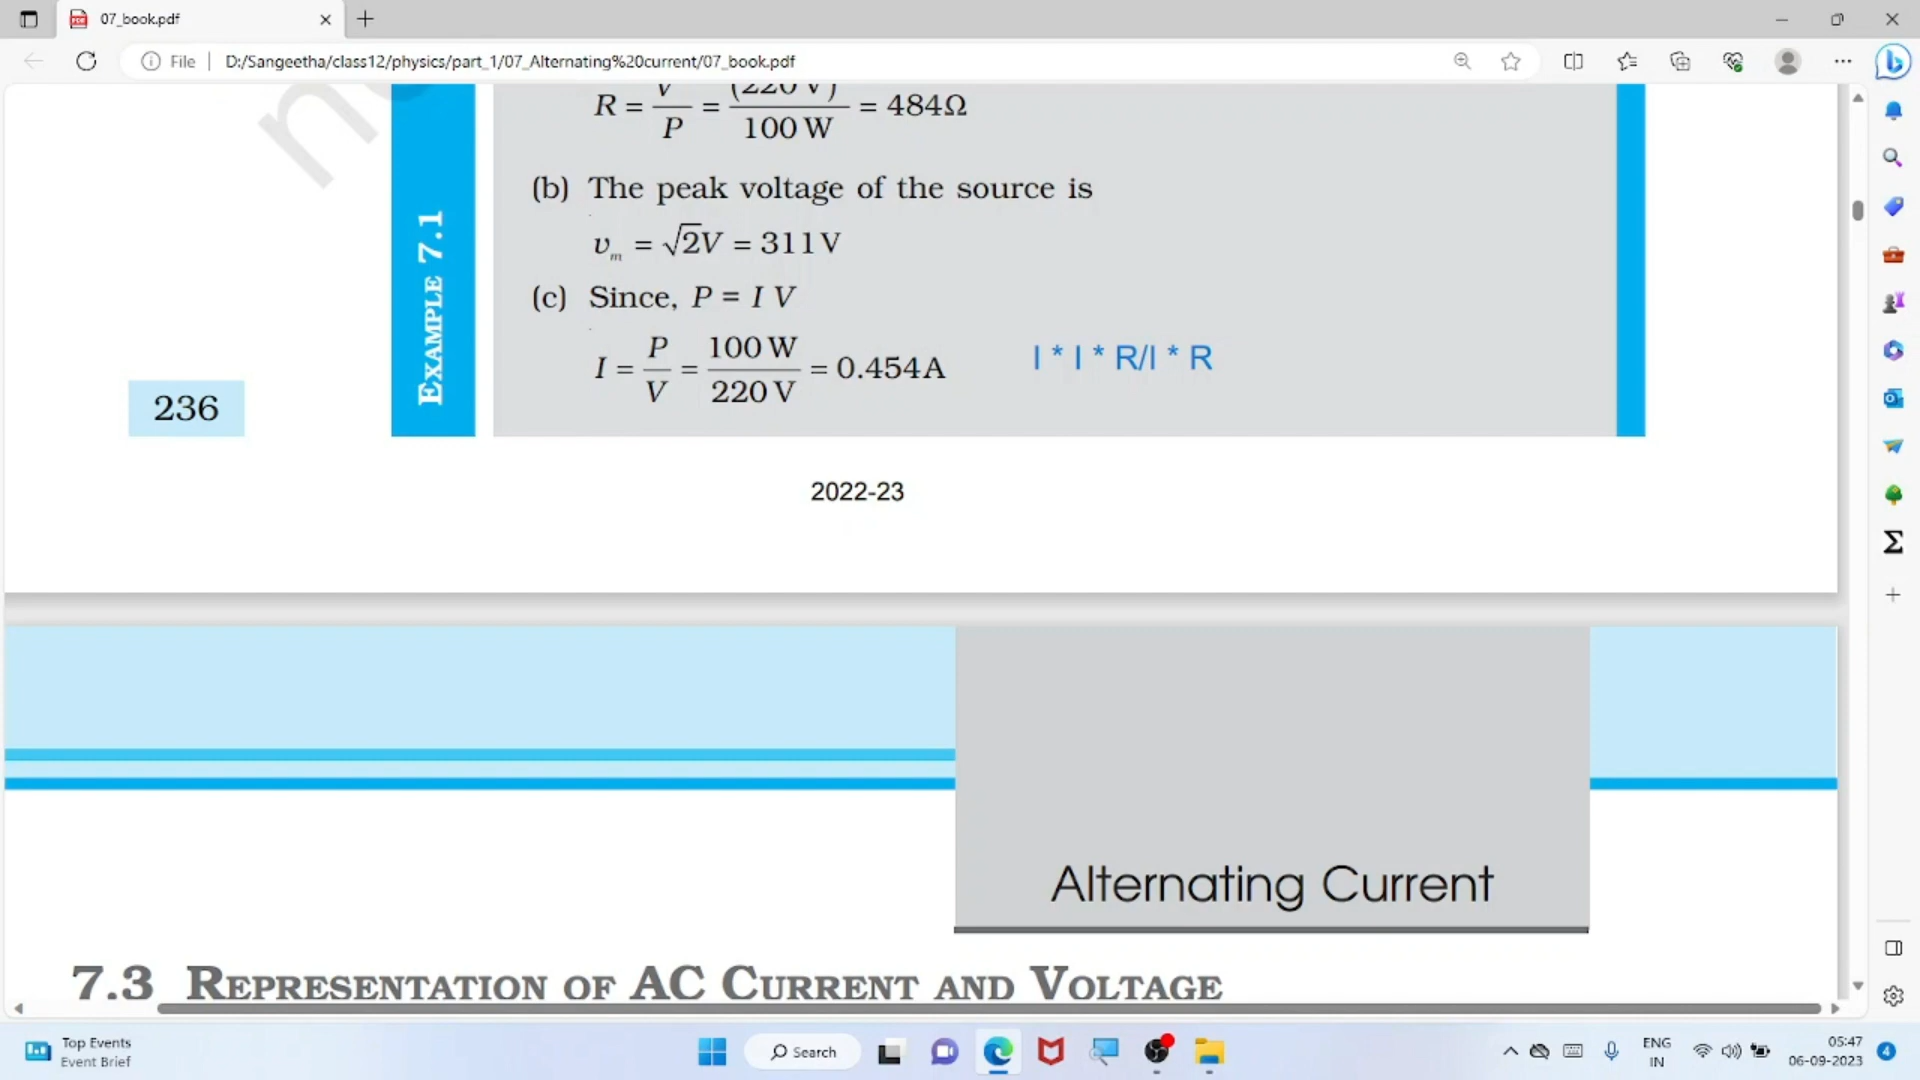 07_book.pdf
File
D:/Sangeetha/class12/physics/part_1/07_Alternating%20current/07_book.pdf
R = V / P = (220 V) / 100 W = 484Ω
(b) The peak voltage of the source is
vm = √2V = 311 V
(c) Since, P = I V
I = P / V = 100 W / 220 V = 0.454A
I * I * R/I * R
EXAMPLE 7.1
236
2022-23
Alternating Current
7.3 REPRESENTATION OF AC CURRENT AND VOLTAGE
Top Events
Event Brief
Search
ENG
IN
05:47
06-09-2023
4